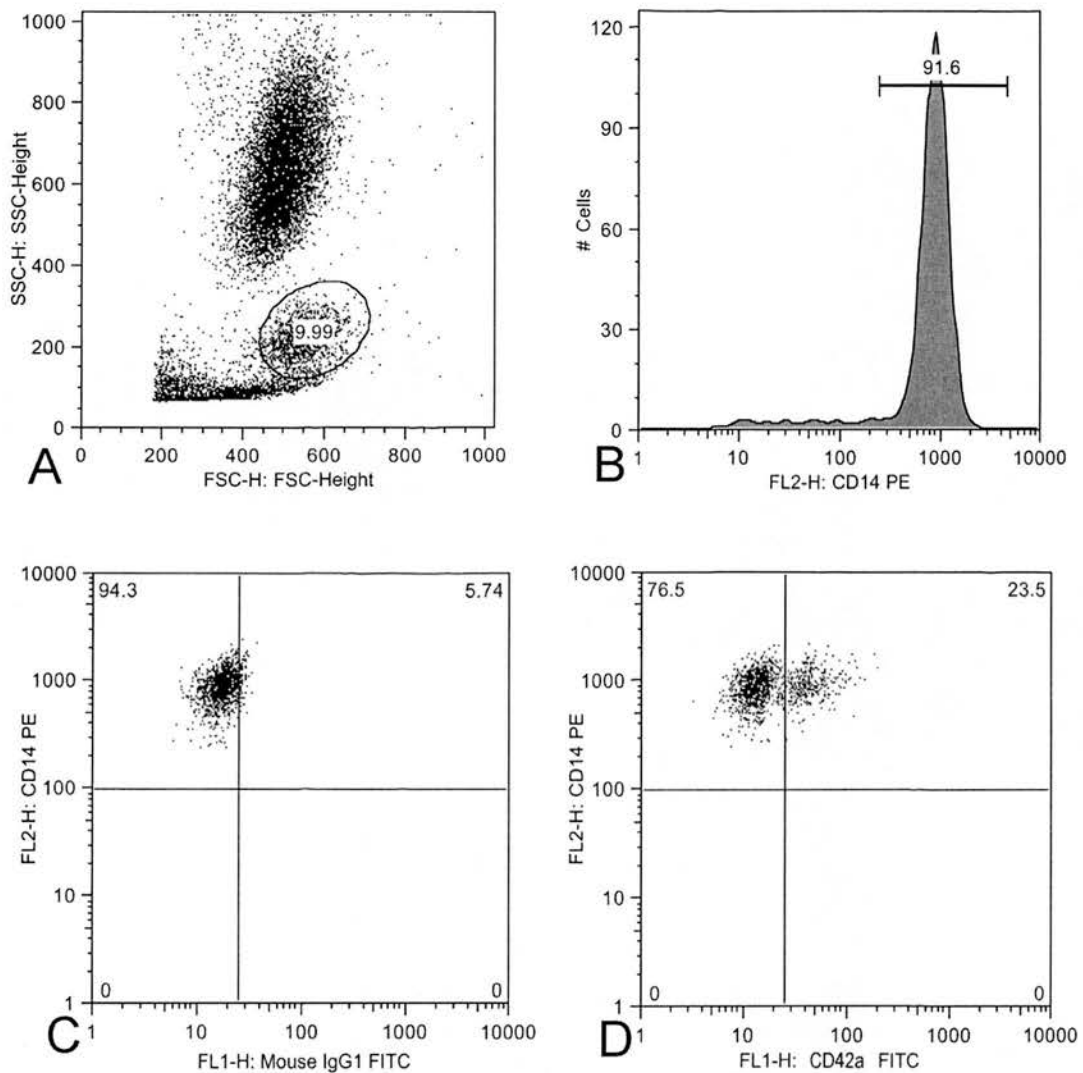 1000
800
600
400
200
0
SSC-H: SSC-Height
9.99
0 200 400 600 800 1000
FSC-H: FSC-Height
A
120
90
60
30
0
# Cells
91.6
1 10 100 1000 10000
FL2-H: CD14 PE
B
10000
1000
100
10
1
FL2-H: CD14 PE
94.3 5.74
0 0
1 10 100 1000 10000
FL1-H: Mouse IgG1 FITC
C
10000
1000
100
10
1
FL2-H: CD14 PE
76.5 23.5
0 0
1 10 100 1000 10000
FL1-H: CD42a FITC
D